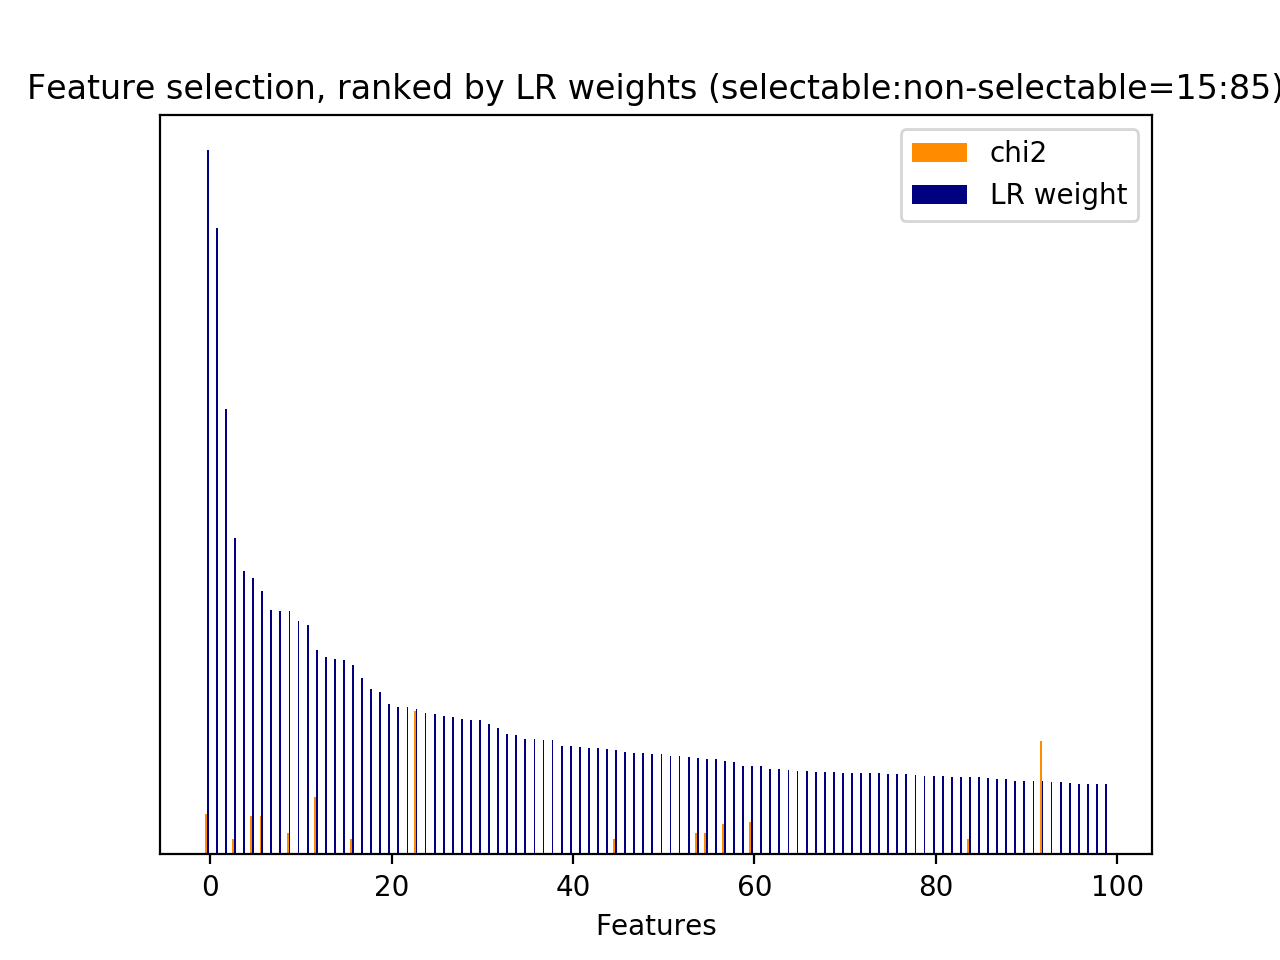 Feature selection, ranked by LR weights (selectable:non-selectable=15:85)
chi2
LR weight
0 20 40 60 80 100
Features